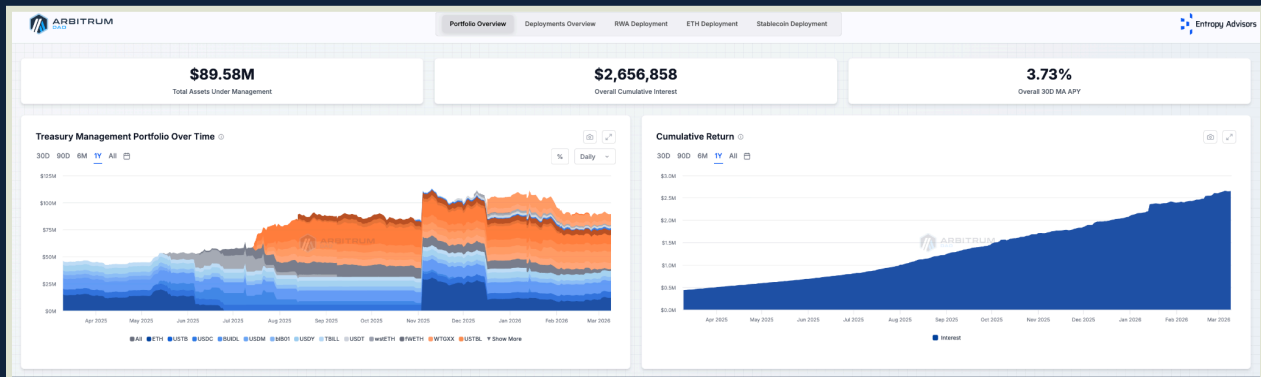 ARBITRUM
DAO
Portfolio Overview Deployments Overview RWA Deployment ETH Deployment Stablecoin Deployment
Entropy Advisors
$89.58M
Total Assets Under Management
$2,656,858
Overall Cumulative Interest
3.73%
Overall 30D MA APY
Treasury Management Portfolio Over Time
30D 90D 6M 1Y All
% Daily
$125M
$100M
$75M
$50M
$25M
$0M
ARBITRUM
Apr 2025 May 2025 Jun 2025 Jul 2025 Aug 2025 Sep 2025 Oct 2025 Nov 2025 Dec 2025 Jan 2026 Feb 2026 Mar 2026
All ETH USTB USDC BUIDL USDM bIB01 USDY TBILL USDT wstETH fWETH WTGXX USTBL Show More
Cumulative Return
30D 90D 6M 1Y All
$3.0M
$2.5M
$2.0M
$1.5M
$1.0M
$0.5M
$0.0M
ARBITRUM
Apr 2025 May 2025 Jun 2025 Jul 2025 Aug 2025 Sep 2025 Oct 2025 Nov 2025 Dec 2025 Jan 2026 Feb 2026 Mar 2026
Interest